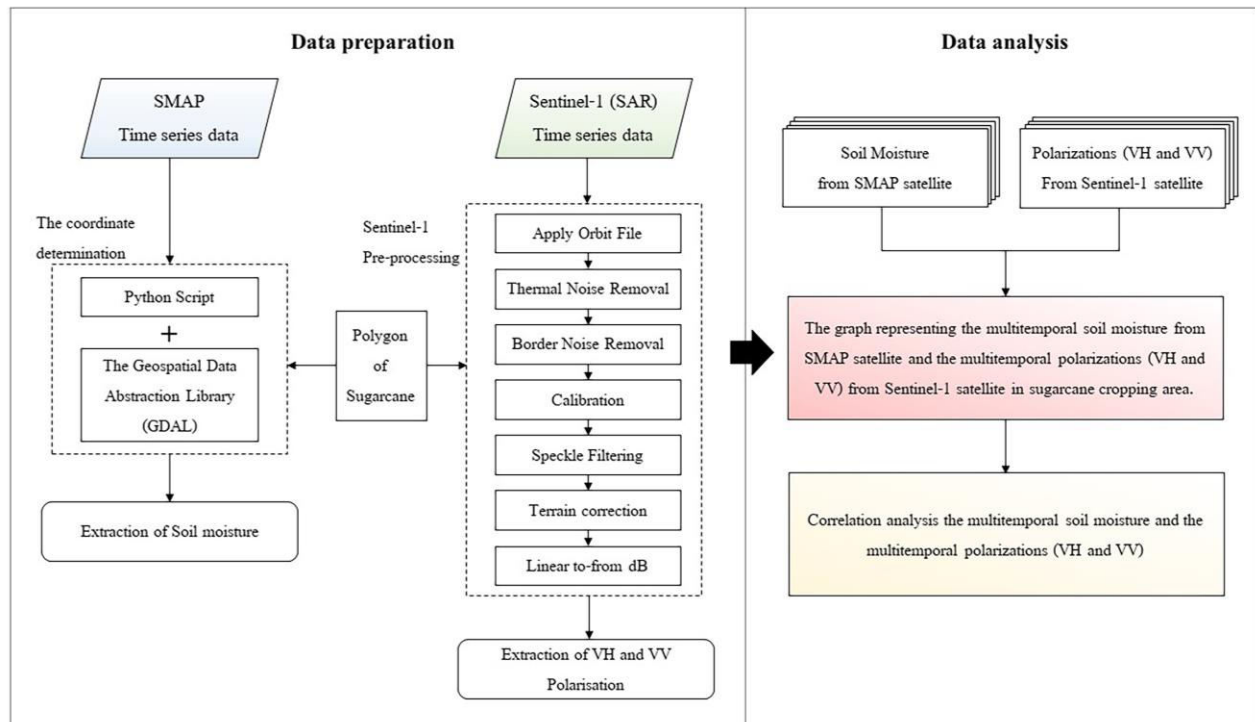 Data preparation
SMAP
Time series data
The coordinate
determination
Python Script
+
The Geospatial Data
Abstraction Library
(GDAL)
Extraction of Soil moisture
Polygon
of
Sugarcane
Sentinel-1 (SAR)
Time series data
Sentinel-1
Pre-processing
Apply Orbit File
Thermal Noise Removal
Border Noise Removal
Calibration
Speckle Filtering
Terrain correction
Linear to-from dB
Extraction of VH and VV
Polarisation
Data analysis
Soil Moisture
from SMAP satellite
Polarizations (VH and VV)
From Sentinel-1 satellite
The graph representing the multitemporal soil moisture from
SMAP satellite and the multitemporal polarizations (VH and
VV) from Sentinel-1 satellite in sugarcane cropping area.
Correlation analysis the multitemporal soil moisture and the
multitemporal polarizations (VH and VV)